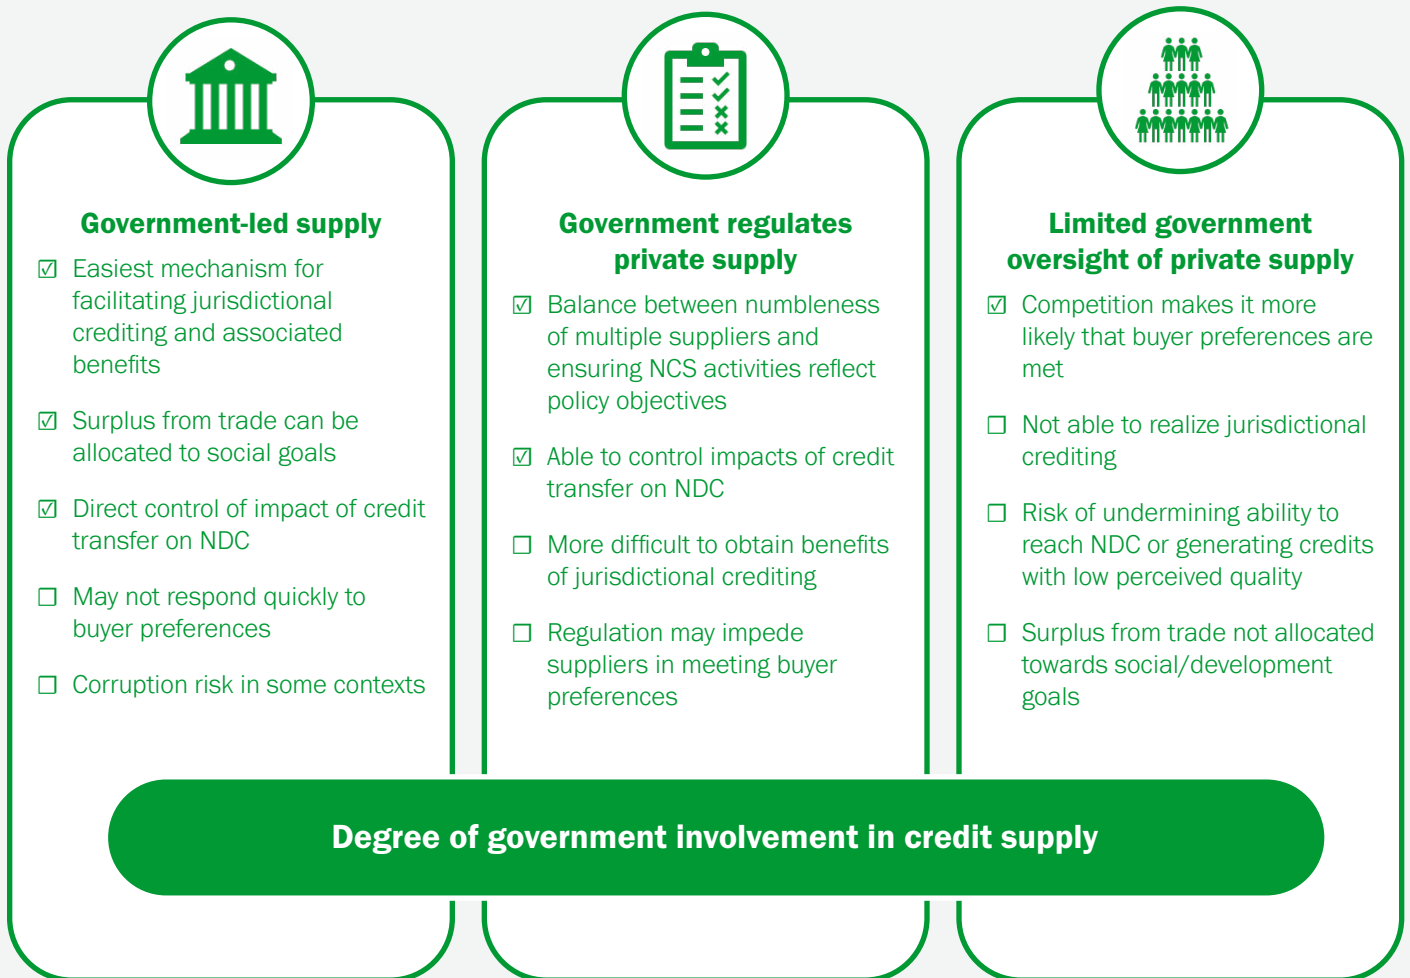 Government-led supply
☑ Easiest mechanism for
facilitating jurisdictional
crediting and associated
benefits
☑ Surplus from trade can be
allocated to social goals
☑ Direct control of impact of credit
transfer on NDC
☐ May not respond quickly to
buyer preferences
☐ Corruption risk in some contexts
Government regulates
private supply
☑ Balance between numbleness
of multiple suppliers and
ensuring NCS activities reflect
policy objectives
☑ Able to control impacts of credit
transfer on NDC
☐ More difficult to obtain benefits
of jurisdictional crediting
☐ Regulation may impede
suppliers in meeting buyer
preferences
Limited government
oversight of private supply
☑ Competition makes it more
likely that buyer preferences are
met
☐ Not able to realize jurisdictional
crediting
☐ Risk of undermining ability to
reach NDC or generating credits
with low perceived quality
☐ Surplus from trade not allocated
towards social/development
goals
Degree of government involvement in credit supply